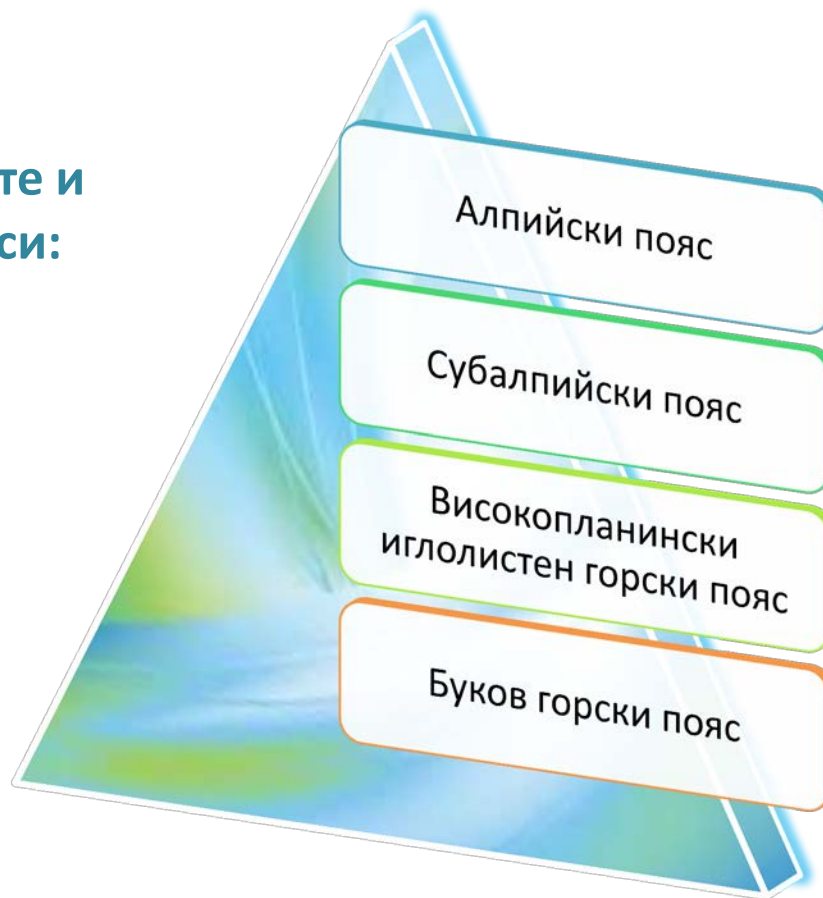 те и
си:
Алпийски пояс
Субалпийски пояс
Високопланински
иглолистен горски пояс
Буков горски пояс